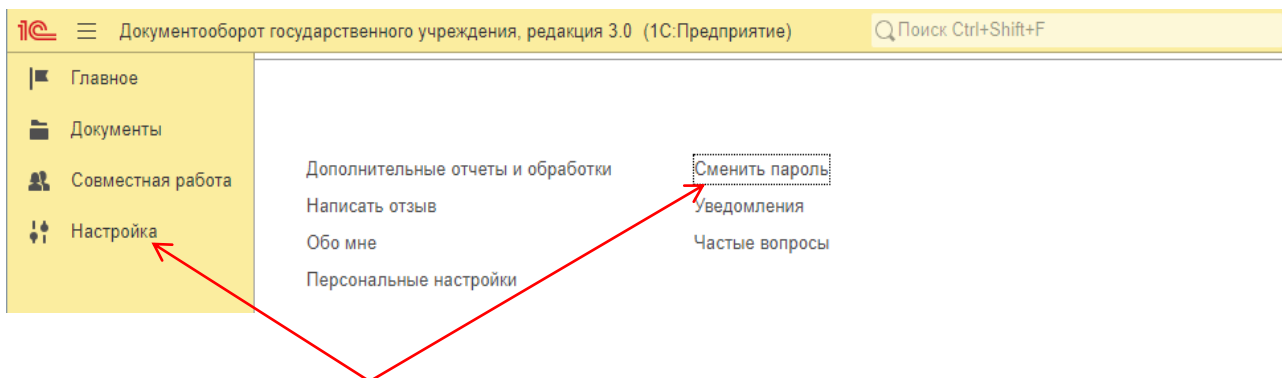 1С Документооборот государственного учреждения, редакция 3.0 (1С:Предприятие) Поиск Ctrl+Shift+F
Главное
Документы
Совместная работа
Настройка
Дополнительные отчеты и обработки
Написать отзыв
Обо мне
Персональные настройки
Сменить пароль
Уведомления
Частые вопросы